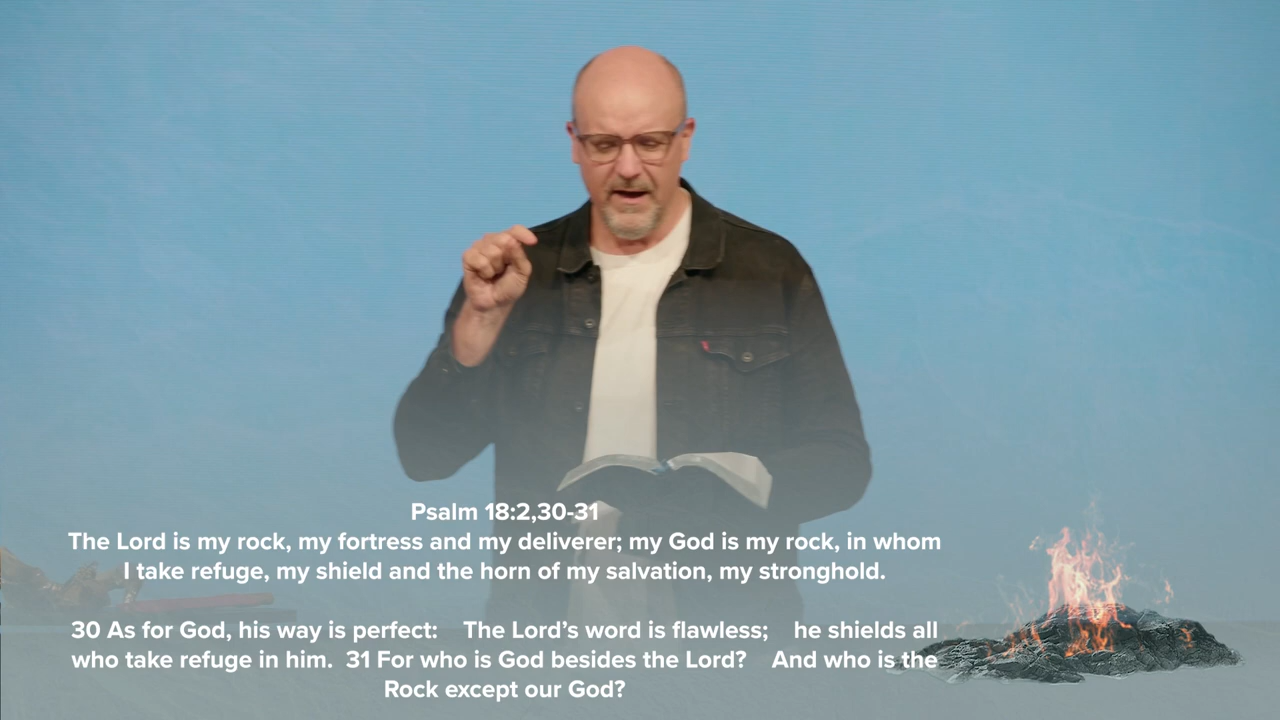 Psalm 18:2,30-31
The Lord is my rock, my fortress and my deliverer; my God is my rock, in whom
I take refuge, my shield and the horn of my salvation, my stronghold.
30 As for God, his way is perfect: The Lord’s word is flawless; he shields all
who take refuge in him. 31 For who is God besides the Lord? And who is the
Rock except our God?